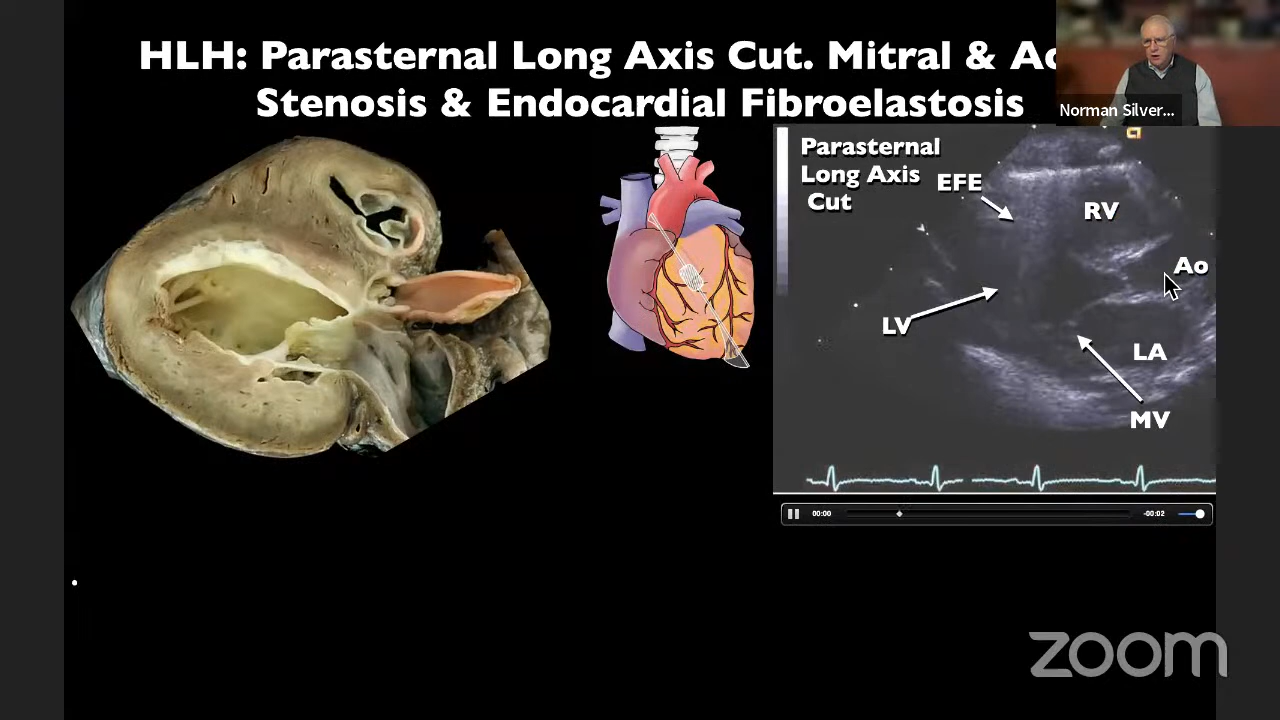 HLH: Parasternal Long Axis Cut. Mitral & Ao
Stenosis & Endocardial Fibroelastosis
Norman Silver...
Parasternal
Long Axis
Cut
EFE
RV
Ao
LV
LA
MV
00:00
-00:02
zoom